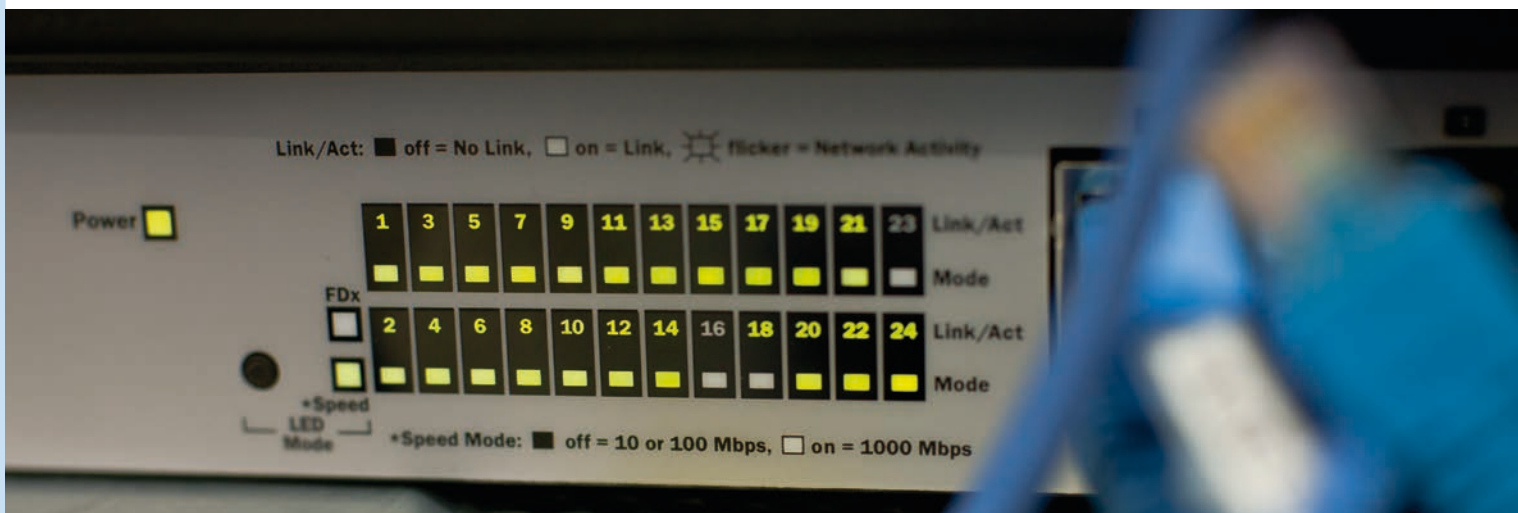 Link/Act: off = No Link, on = Link, flicker = Network Activity
Power
1 3 5 7 9 11 13 15 17 19 21 23 Link/Act
Mode
FDx
2 4 6 8 10 12 14 16 18 20 22 24 Link/Act
Mode
*Speed
LED
Mode
*Speed Mode: off = 10 or 100 Mbps, on = 1000 Mbps